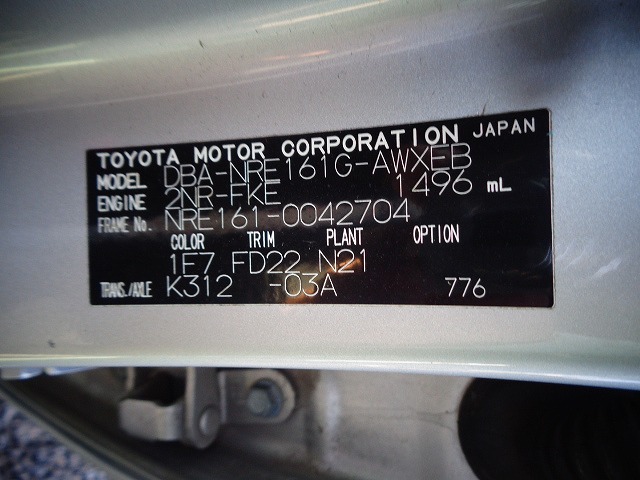 TOYOTA MOTOR CORPORATION JAPAN
MODEL DBA-NRE161G-AWXEB
ENGINE 2NR-FKE 1496 mL
FRAME No. NRE161-0042704
COLOR TRIM PLANT OPTION
1F7 FD22 N21
TRANS./AXLE K312 -03A 776